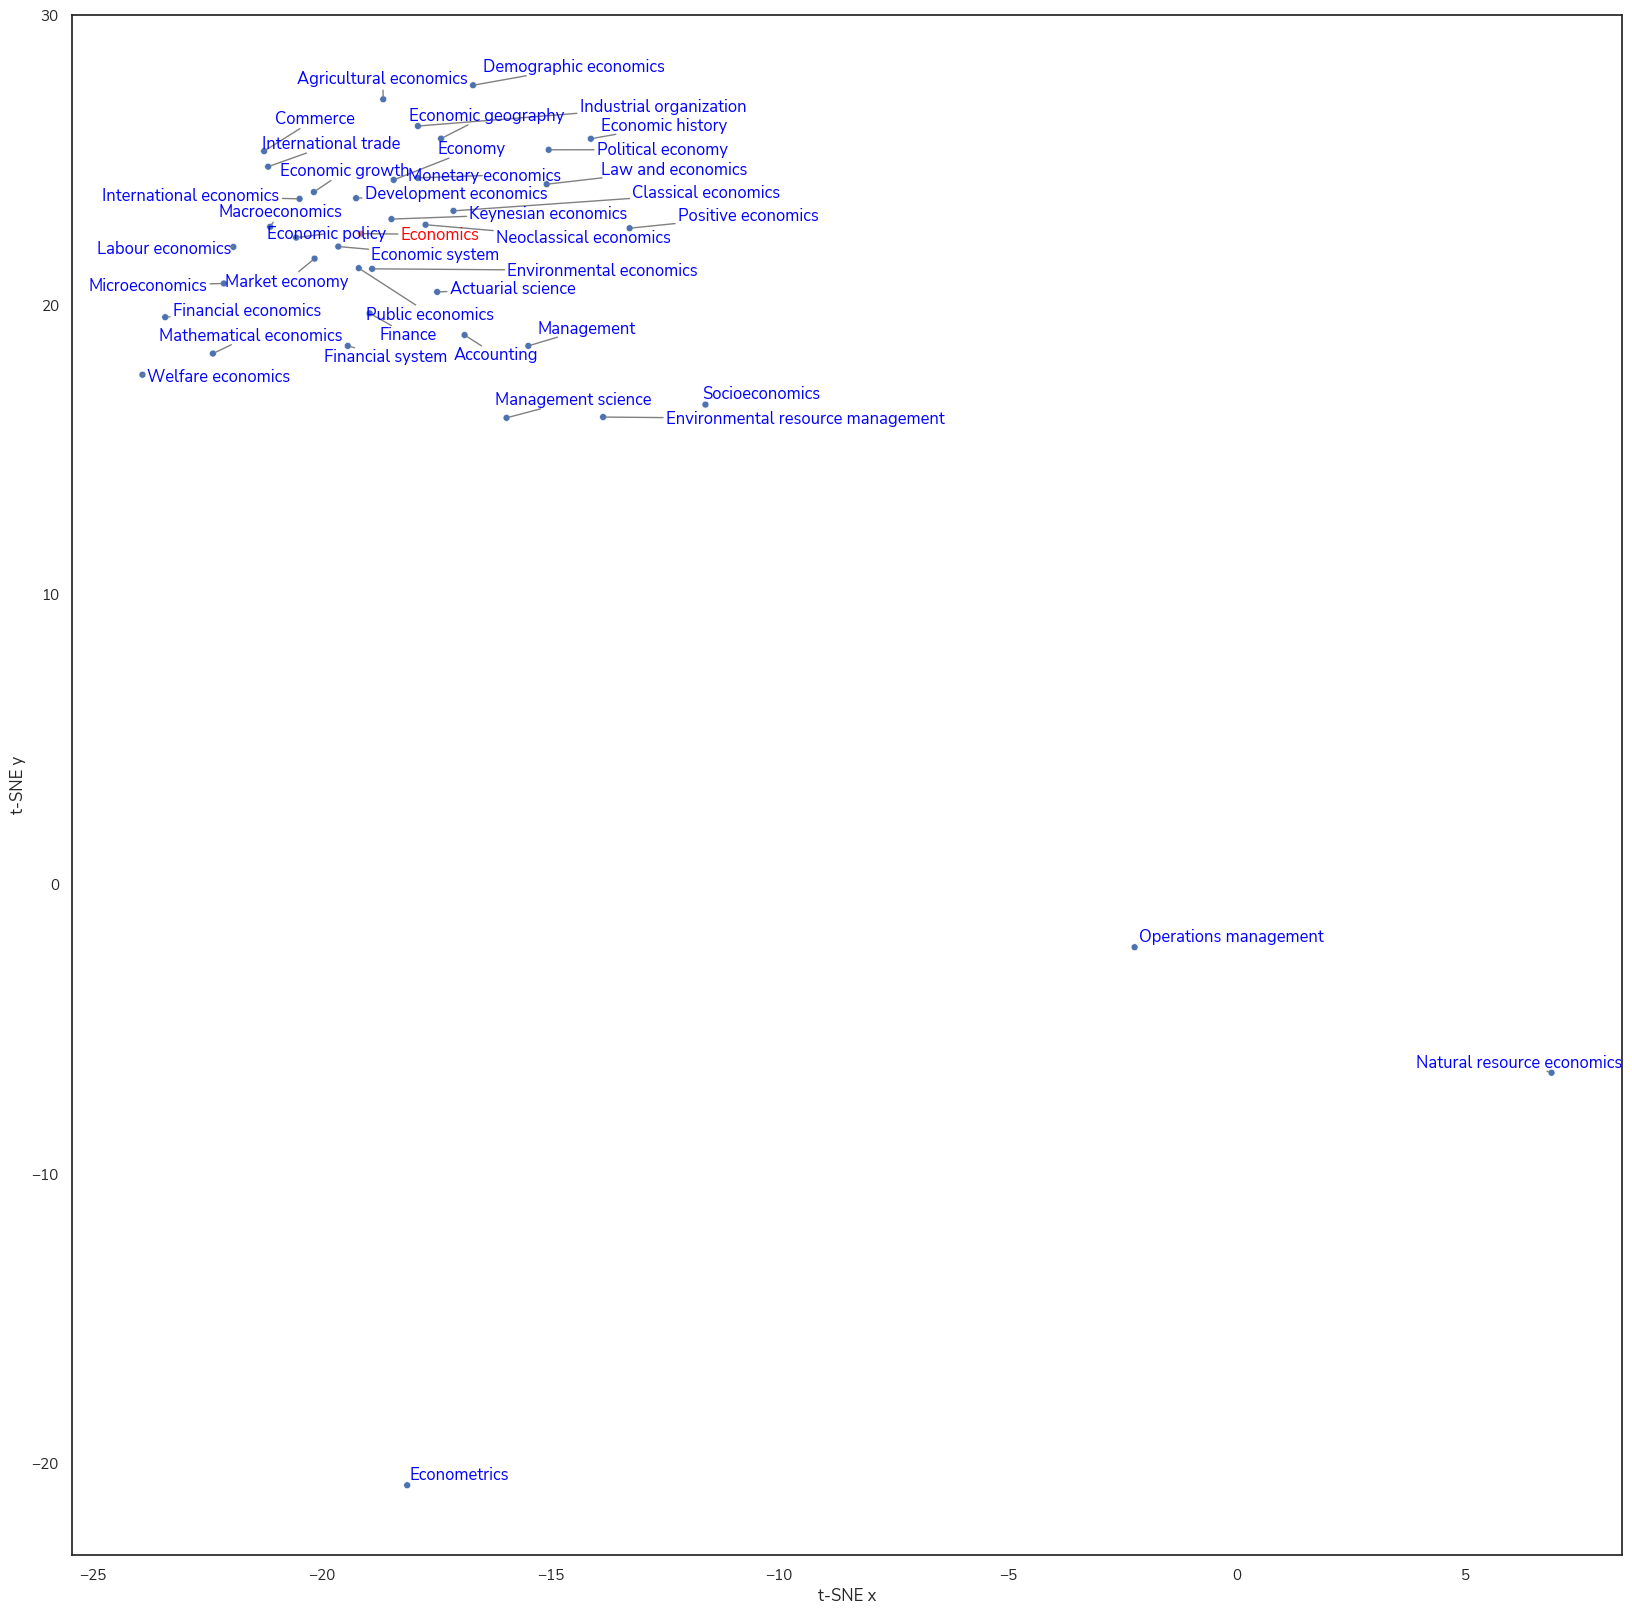 30
Demographic economics
Agricultural economics
Industrial organization
Economic geography
Commerce
Economic history
International trade
Economy
Political economy
Economic growth
Law and economics
Monetary economics
Development economics
Classical economics
International economics
Macroeconomics
Keynesian economics
Positive economics
Economic policy
Economics
Neoclassical economics
Labour economics
Economic system
Environmental economics
Microeconomics
Market economy
Actuarial science
20
Financial economics
Public economics
Mathematical economics
Finance
Management
Financial system
Accounting
Welfare economics
Socioeconomics
Management science
Environmental resource management
10
t-SNE y
0
Operations management
Natural resource economics
−10
−20
Econometrics
−25
−20
−15
−10
−5
0
5
t-SNE x